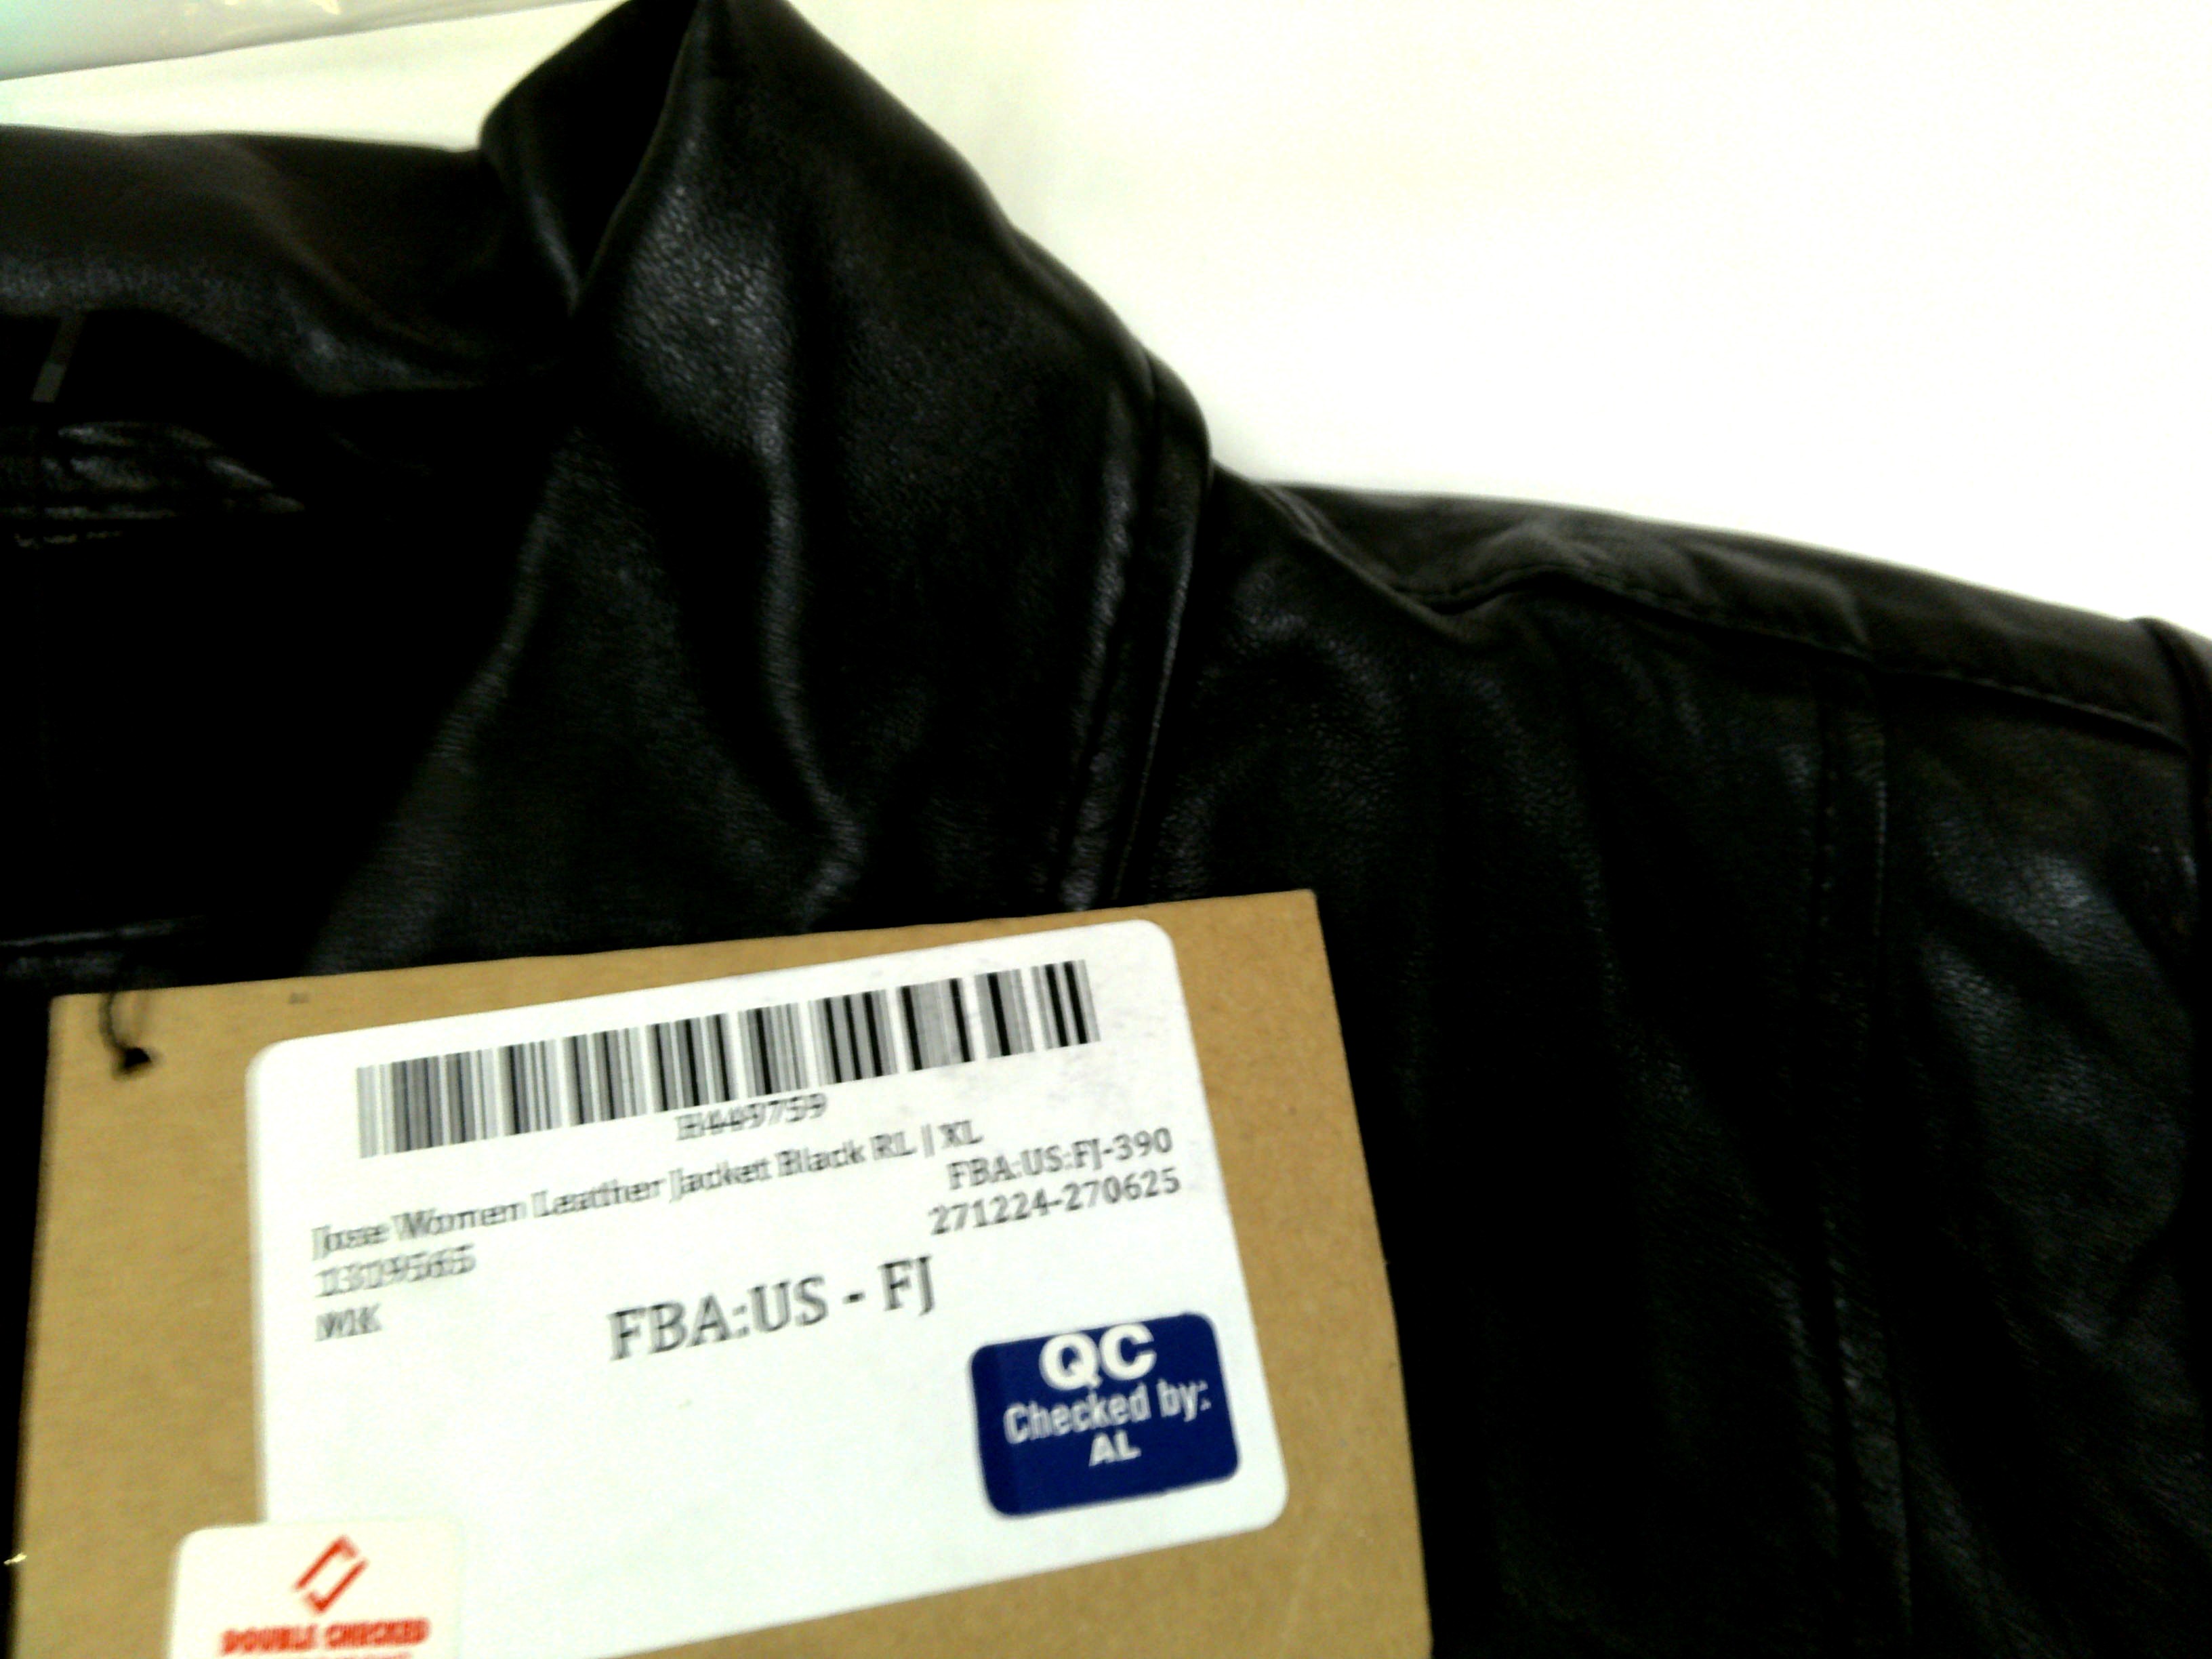 Women Leather Jacket Black RL | XL
FBA:US:FJ-390
271224-270625
1319565
FBA:US - FJ
QC
Checked by:
AL
DOUBLE CHECKED